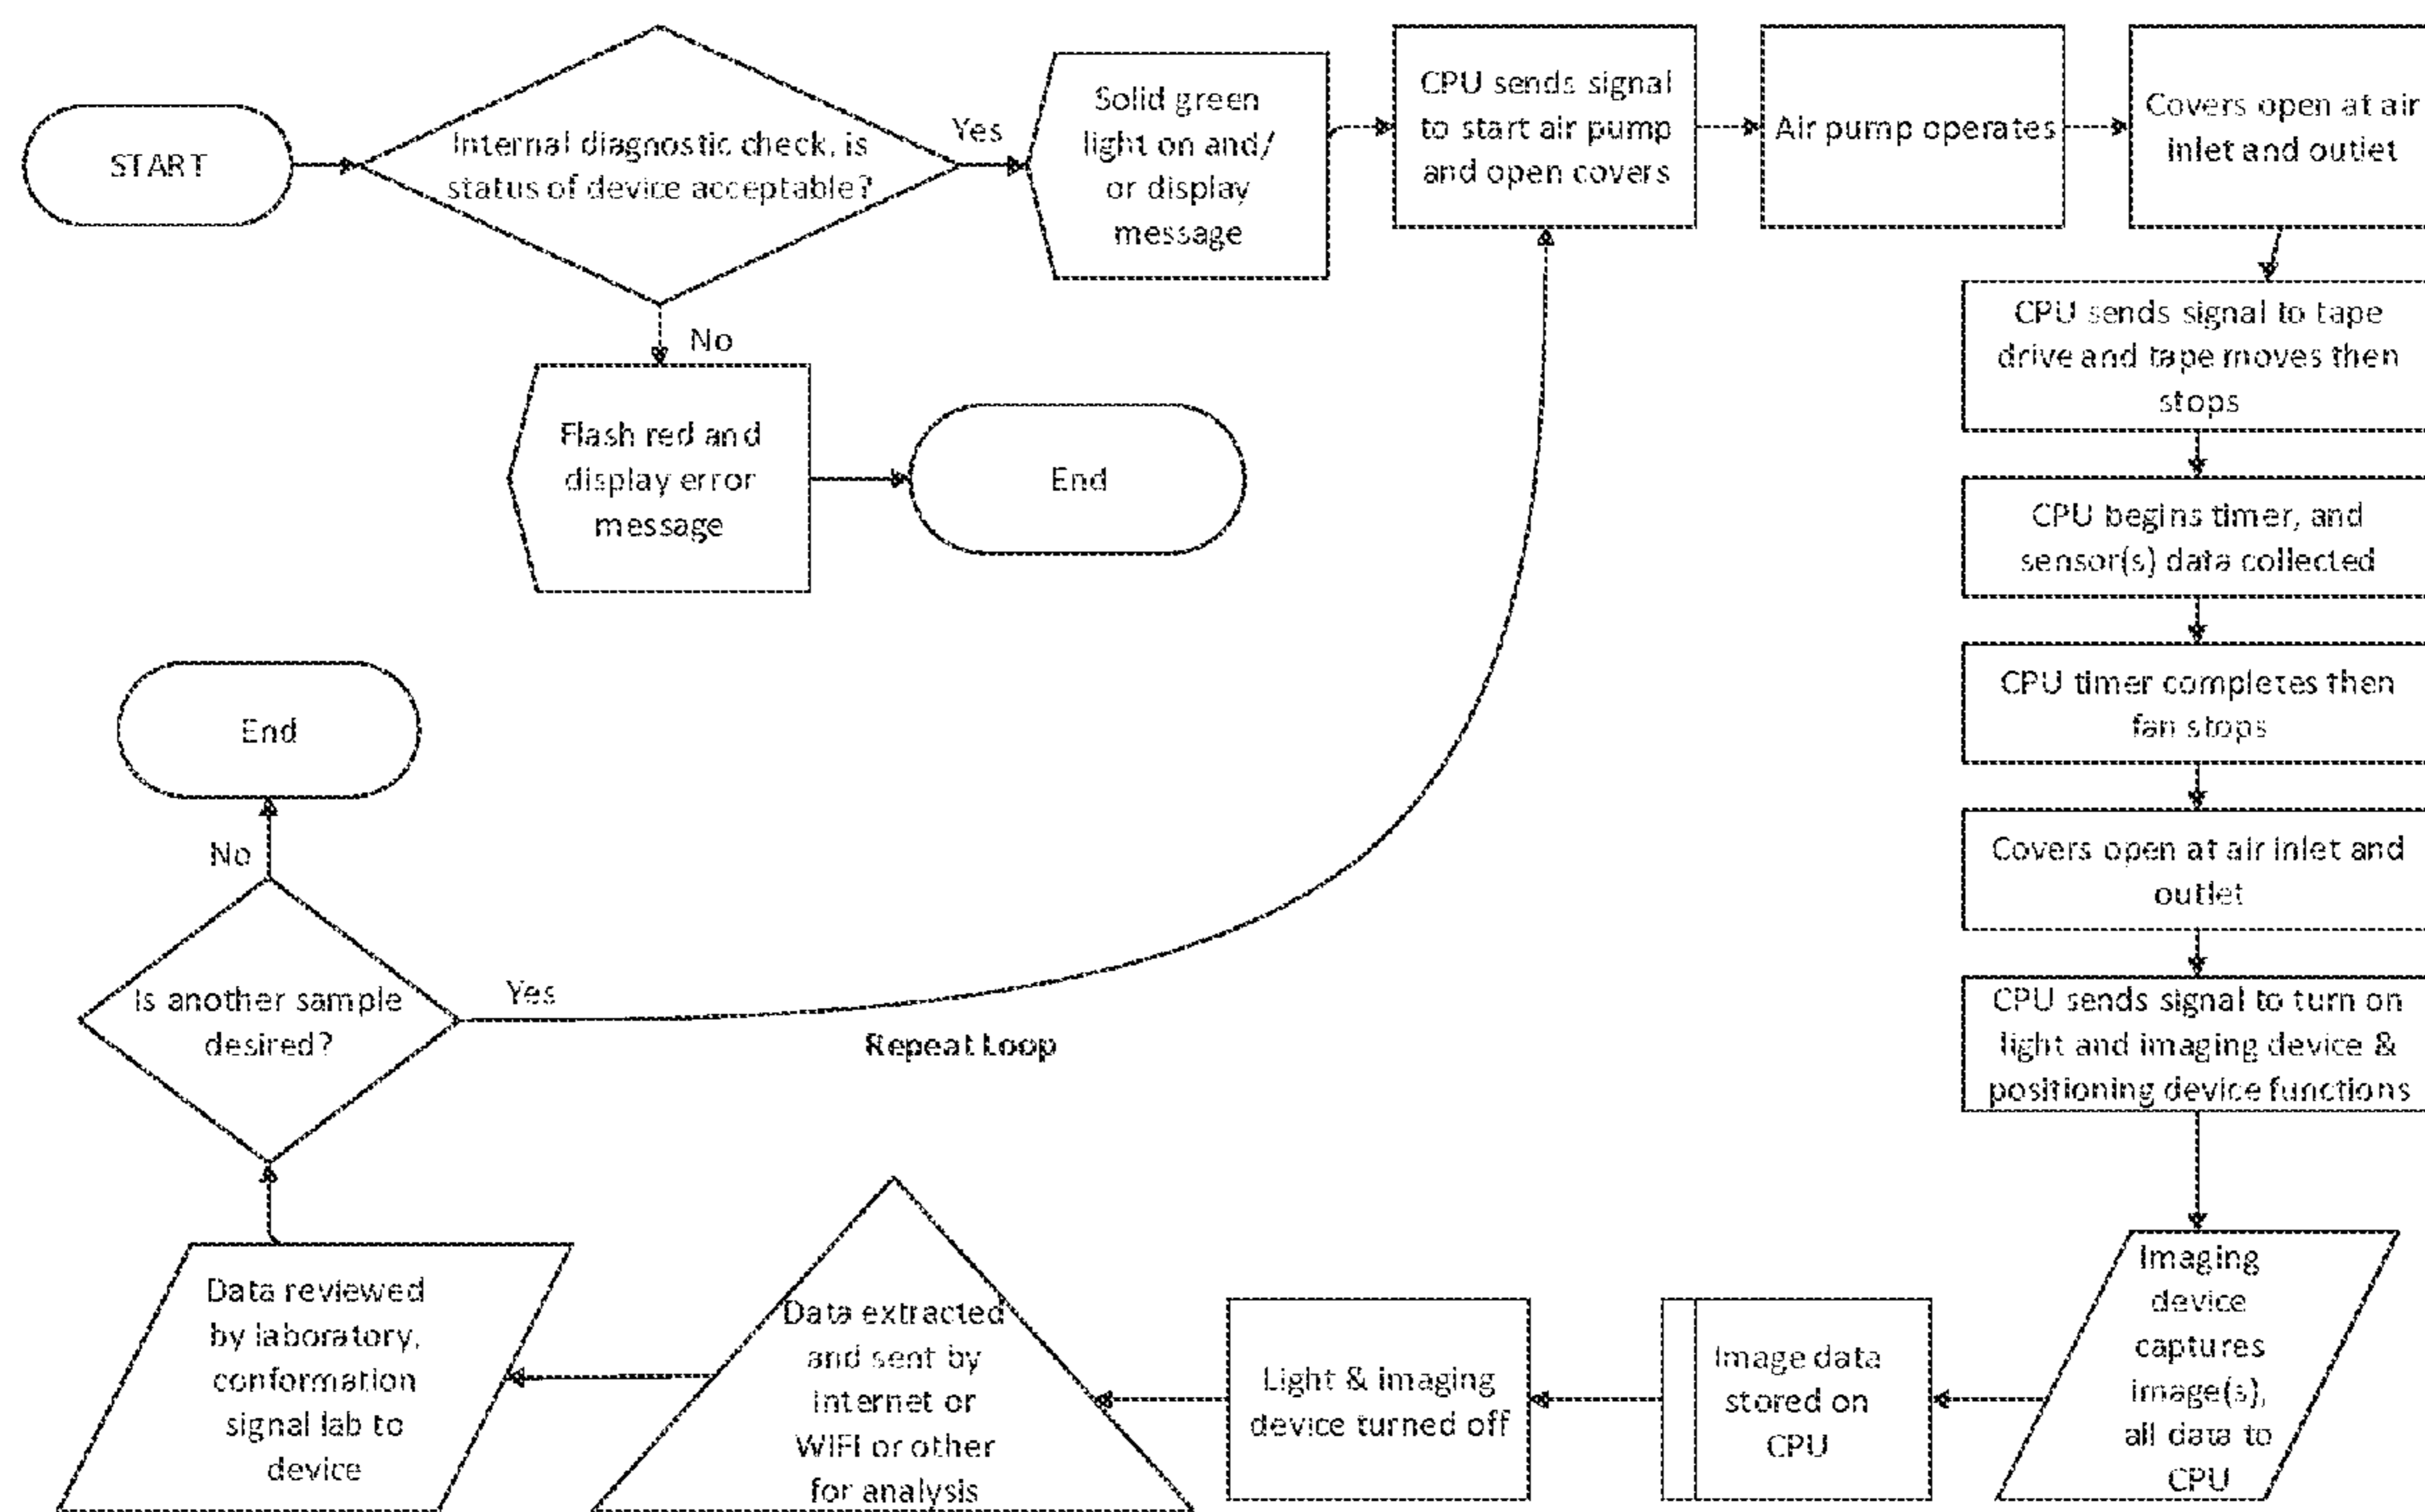 START
Internal diagnostic check, is
status of device acceptable?
Yes
Solid green
light on and/
or display
message
CPU sends signal
to start air pump
and open covers
Air pump operates
Covers open at air
inlet and outlet
No
Flash red and
display error
message
End
CPU sends signal to tape
drive and tape moves then
stops
CPU begins timer, and
sensor(s) data collected
CPU timer completes then
fan stops
Covers open at air inlet and
outlet
CPU sends signal to turn on
light and imaging device &
positioning device functions
Imaging
device
captures
image(s),
all data to
CPU
Image data
stored on
CPU
Light & imaging
device turned off
Data extracted
and sent by
Internet or
WIFI or other
for analysis
Data reviewed
by laboratory,
conformation
signal lab to
device
Is another sample
desired?
Yes
Repeat Loop
No
End